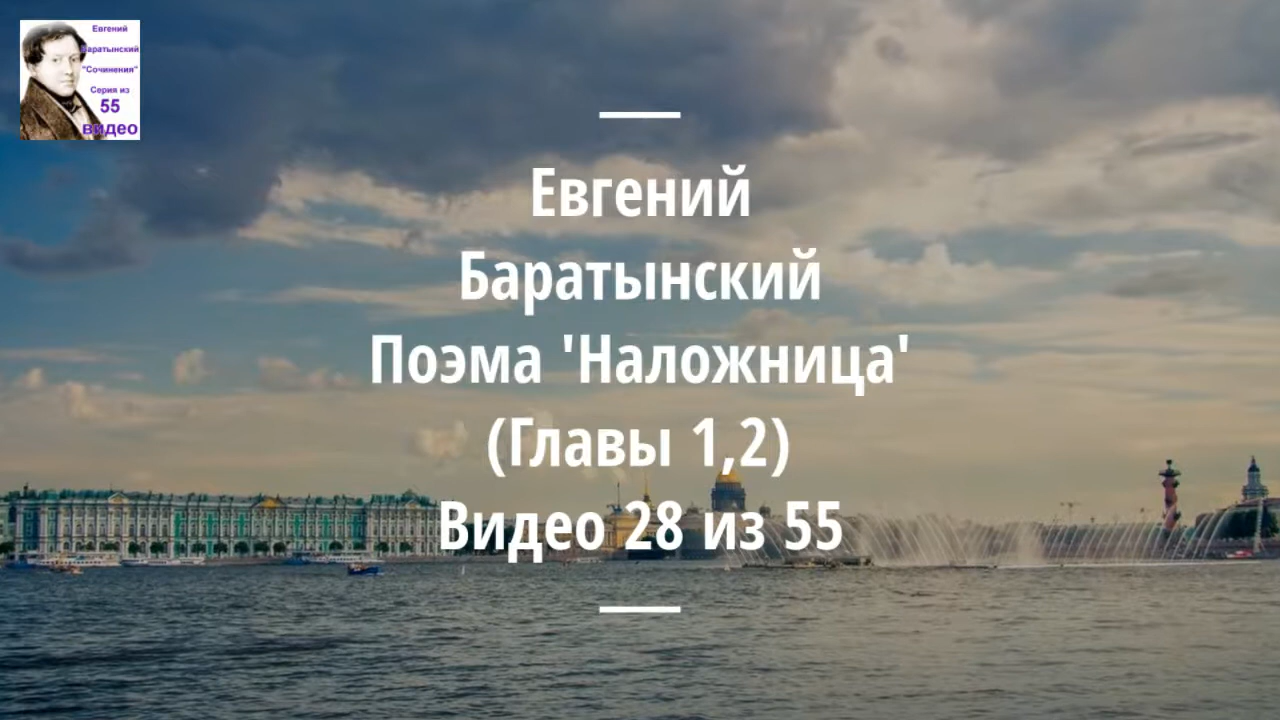 Евгений
Баратынский
"Сочинения"
Серия из
55
видео
Евгений
Баратынский
Поэма 'Наложница'
(Главы 1,2)
Видео 28 из 55